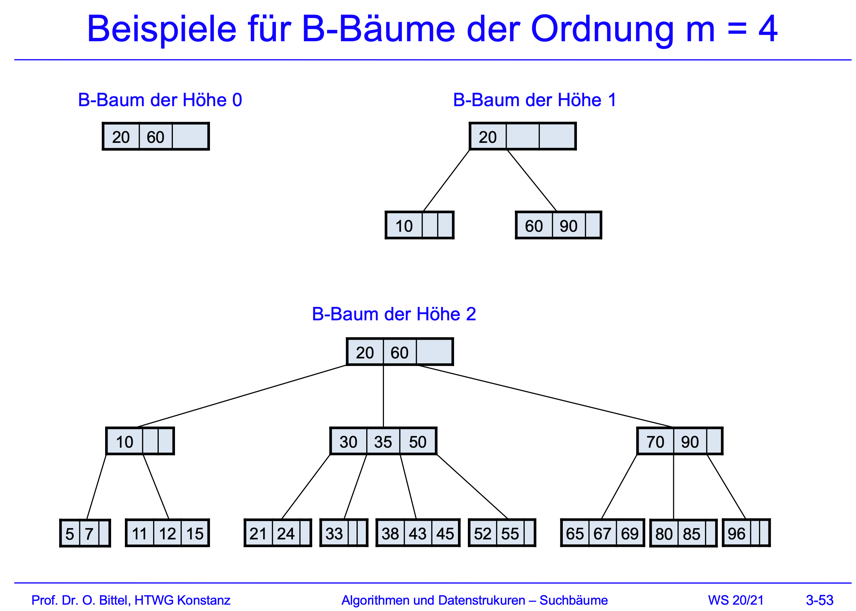 Beispiele für B-Bäume der Ordnung m = 4
B-Baum der Höhe 0
B-Baum der Höhe 1
20 60
20
10
60 90
B-Baum der Höhe 2
20 60
10
30 35 50
70 90
5 7
11 12 15
21 24
33
38 43 45
52 55
65 67 69
80 85
96
Prof. Dr. O. Bittel, HTWG Konstanz
Algorithmen und Datenstrukuren – Suchbäume
WS 20/21
3-53